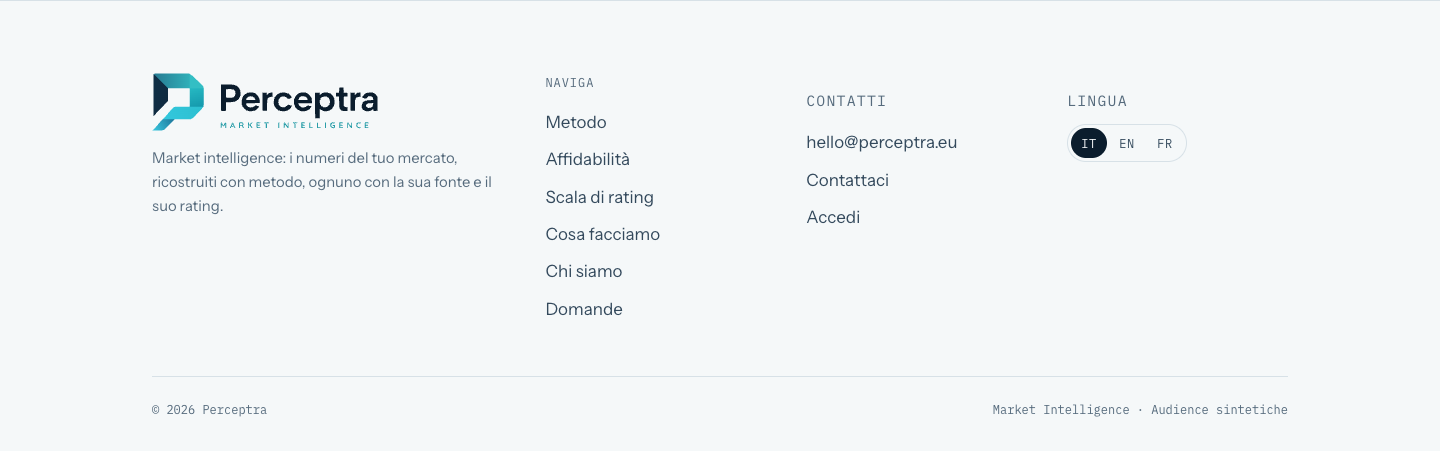 Perceptra
MARKET INTELLIGENCE
Market intelligence: i numeri del tuo mercato,
ricostruiti con metodo, ognuno con la sua fonte e il
suo rating.
NAVIGA
Metodo
Affidabilità
Scala di rating
Cosa facciamo
Chi siamo
Domande
CONTATTI
hello@perceptra.eu
Contattaci
Accedi
LINGUA
IT EN FR
© 2026 Perceptra
Market Intelligence · Audience sintetiche